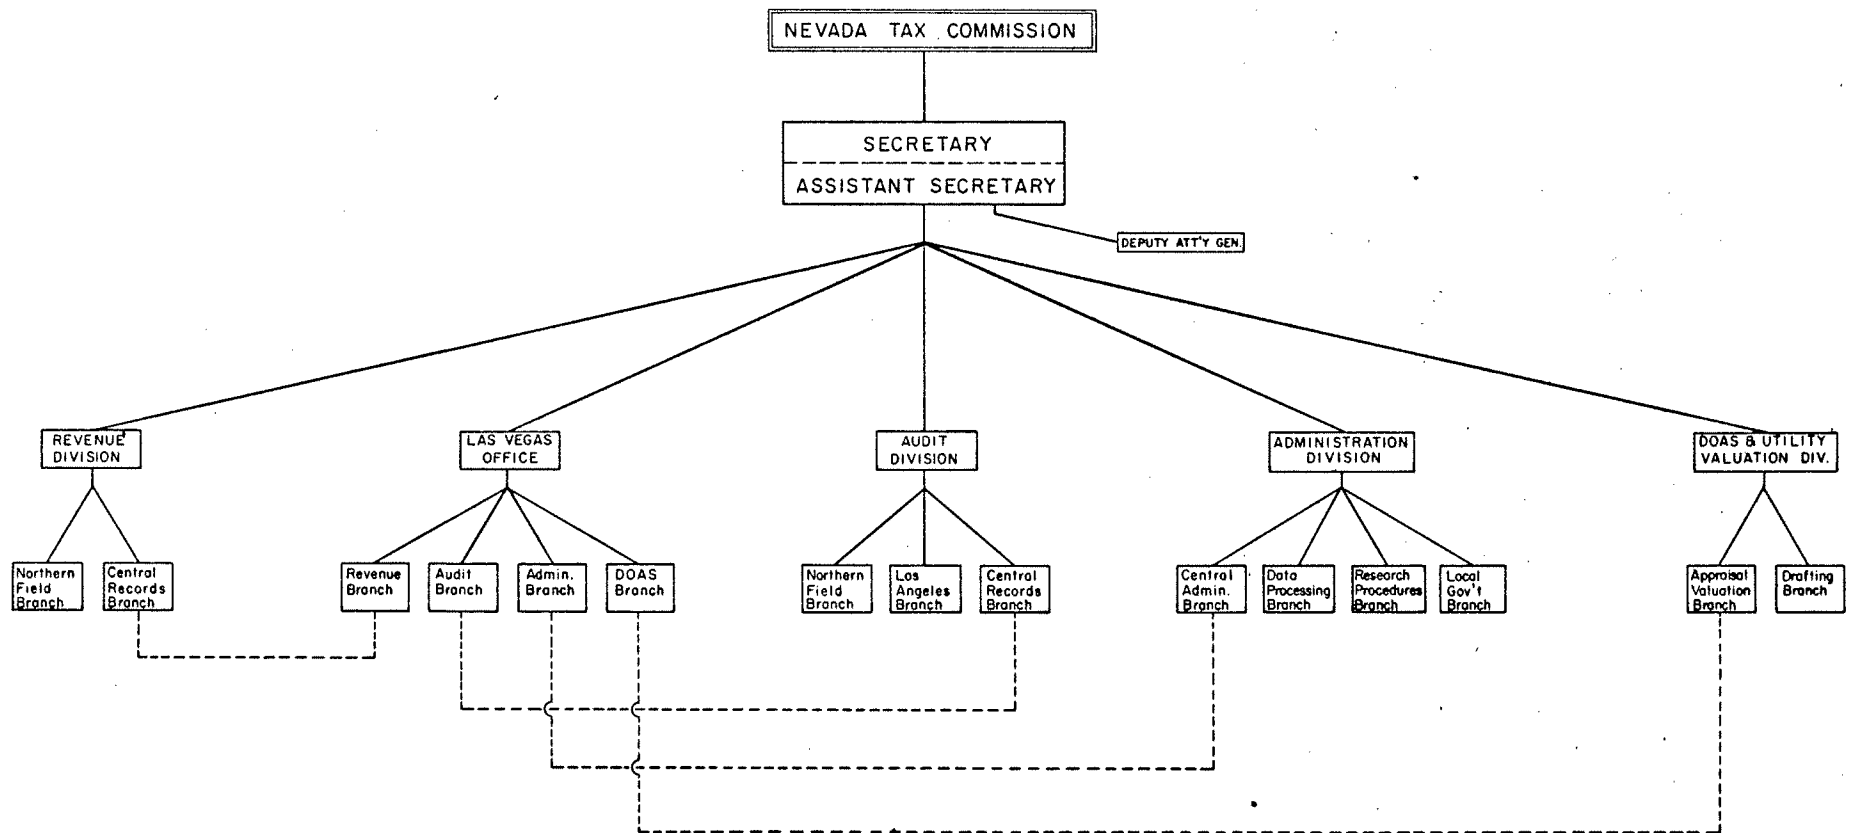 NEVADA TAX COMMISSION
SECRETARY
ASSISTANT SECRETARY
DEPUTY ATT'Y GEN.
REVENUE
DIVISION
LAS VEGAS
OFFICE
AUDIT
DIVISION
ADMINISTRATION
DIVISION
DOAS & UTILITY
VALUATION DIV.
Northern
Field
Branch
Central
Records
Branch
Revenue
Branch
Audit
Branch
Admin.
Branch
DOAS
Branch
Northern
Field
Branch
Los
Angeles
Branch
Central
Records
Branch
Central
Admin.
Branch
Data
Processing
Branch
Research
Procedures
Branch
Local
Gov't
Branch
Appraisal
Valuation
Branch
Drafting
Branch